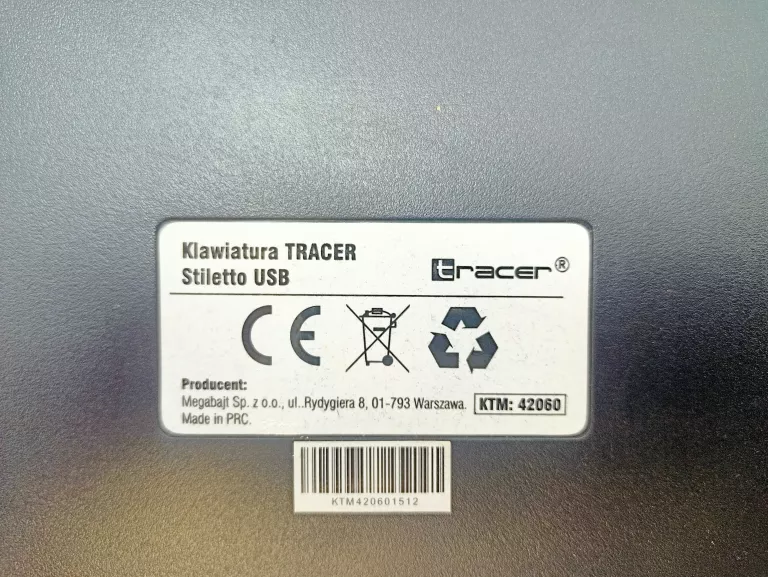 Klawiatura TRACER
Stiletto USB
tracer®
CE
Producent:
Megabajt Sp. z o.o., ul..Rydygiera 8, 01-793 Warszawa.
KTM: 42060
Made in PRC.
KTM420601512